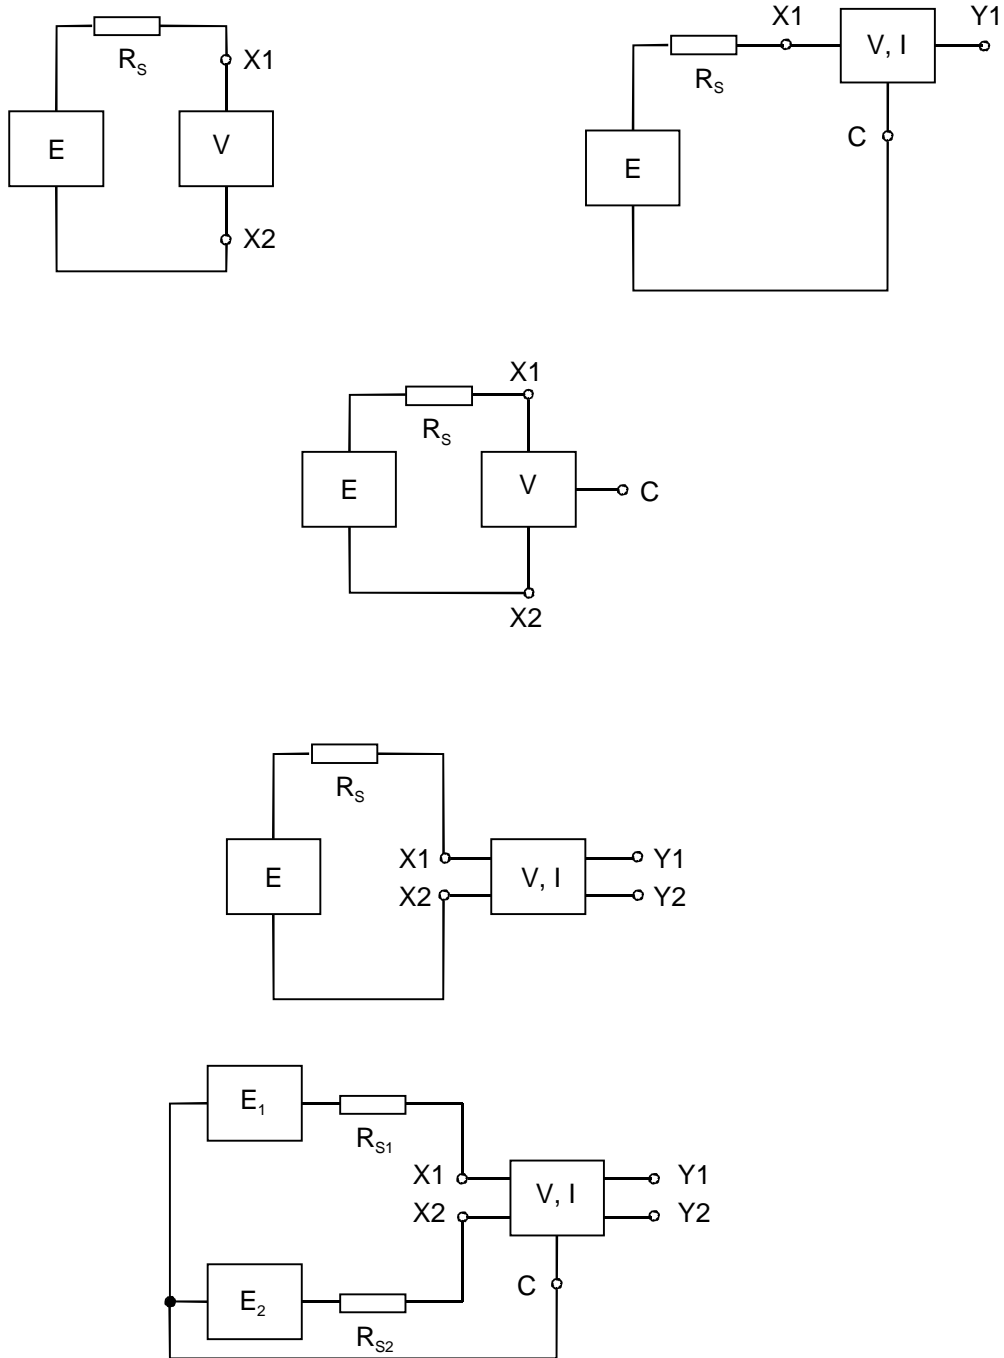 R_S
X1
E
V
X2
X1
Y1
V, I
R_S
C
E
X1
R_S
E
V
C
X2
R_S
X1
Y1
E
V, I
X2
Y2
E_1
R_S1
X1
Y1
V, I
X2
Y2
C
E_2
R_S2